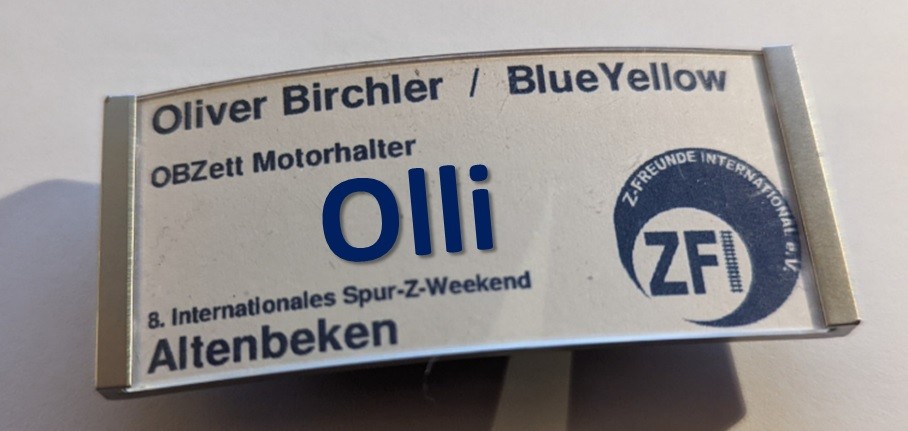 Oliver Birchler / BlueYellow
OBZett Motorhalter
Olli
8. Internationales Spur-Z-Weekend
Altenbeken
Z-FREUNDE INTERNATIONAL e.V.
ZFI